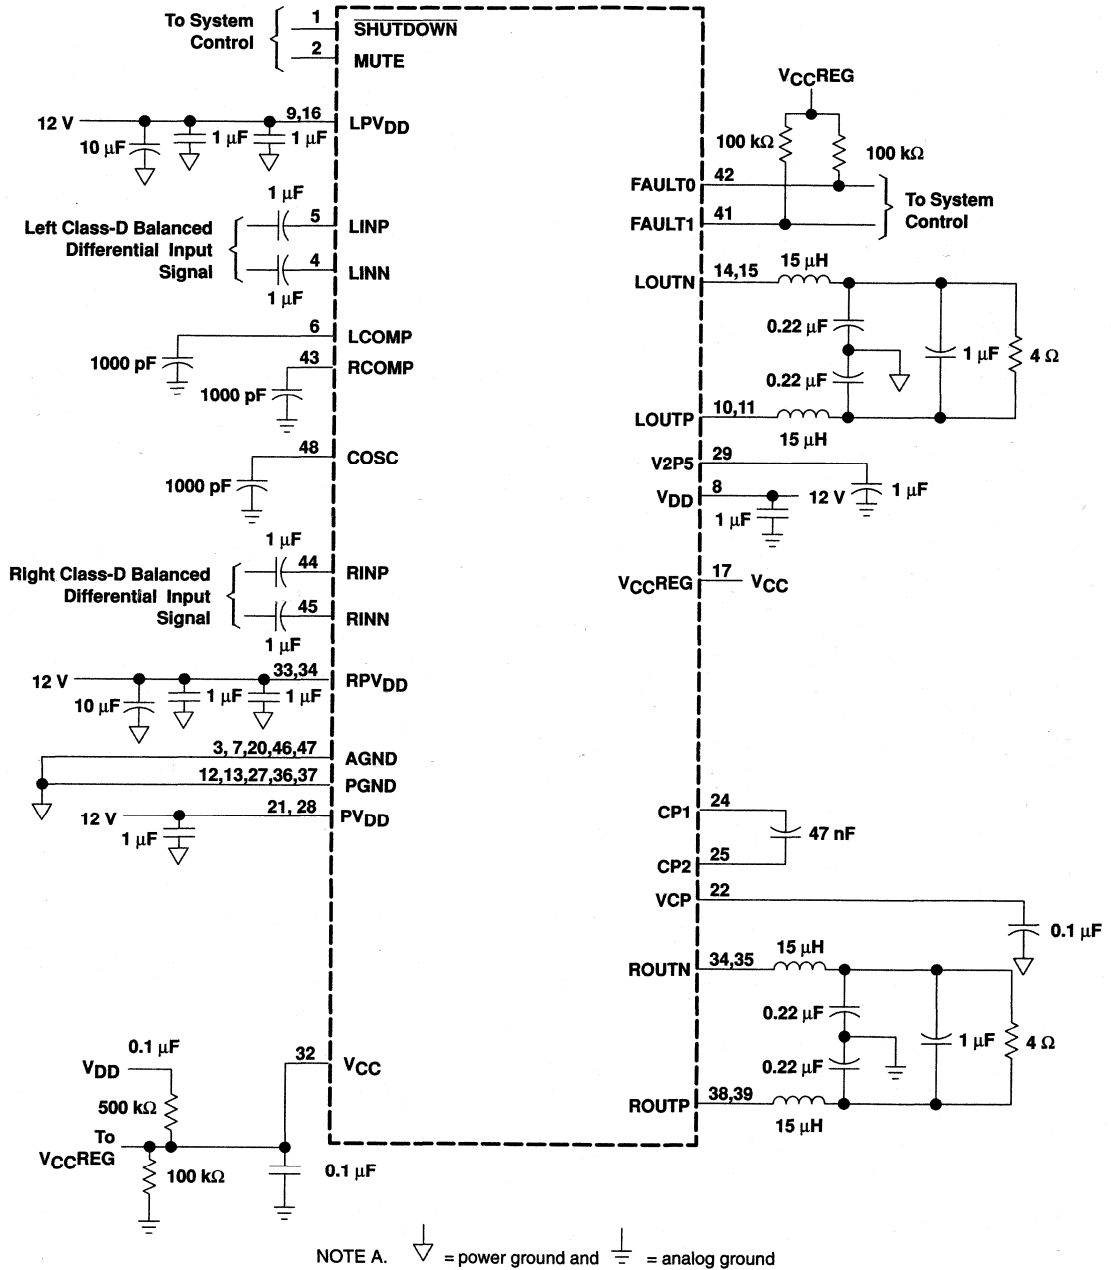 To System
Control
1
SHUTDOWN
2
MUTE
12 V
9,16
LPVDD
10 µF
1 µF
1 µF
Left Class-D Balanced
Differential Input
Signal
1 µF
5
LINP
4
LINN
1 µF
6
LCOMP
1000 pF
43
RCOMP
1000 pF
48
COSC
1000 pF
Right Class-D Balanced
Differential Input
Signal
1 µF
44
RINP
45
RINN
1 µF
12 V
33,34
RPVDD
10 µF
1 µF
1 µF
3, 7,20,46,47
AGND
12,13,27,36,37
PGND
12 V
21, 28
PVDD
1 µF
32
VCC
0.1 µF
VDD
500 kΩ
To
VCCREG
100 kΩ
0.1 µF
VCCREG
100 kΩ
100 kΩ
FAULT0
42
FAULT1
41
To System
Control
LOUTN
14,15
15 µH
0.22 µF
0.22 µF
1 µF
4 Ω
LOUTP
10,11
15 µH
V2P5
29
1 µF
VDD
8
12 V
1 µF
VCCREG
17
VCC
CP1
24
47 nF
CP2
25
VCP
22
0.1 µF
ROUTN
34,35
15 µH
0.22 µF
0.22 µF
1 µF
4 Ω
ROUTP
38,39
15 µH
NOTE A. = power ground and = analog ground